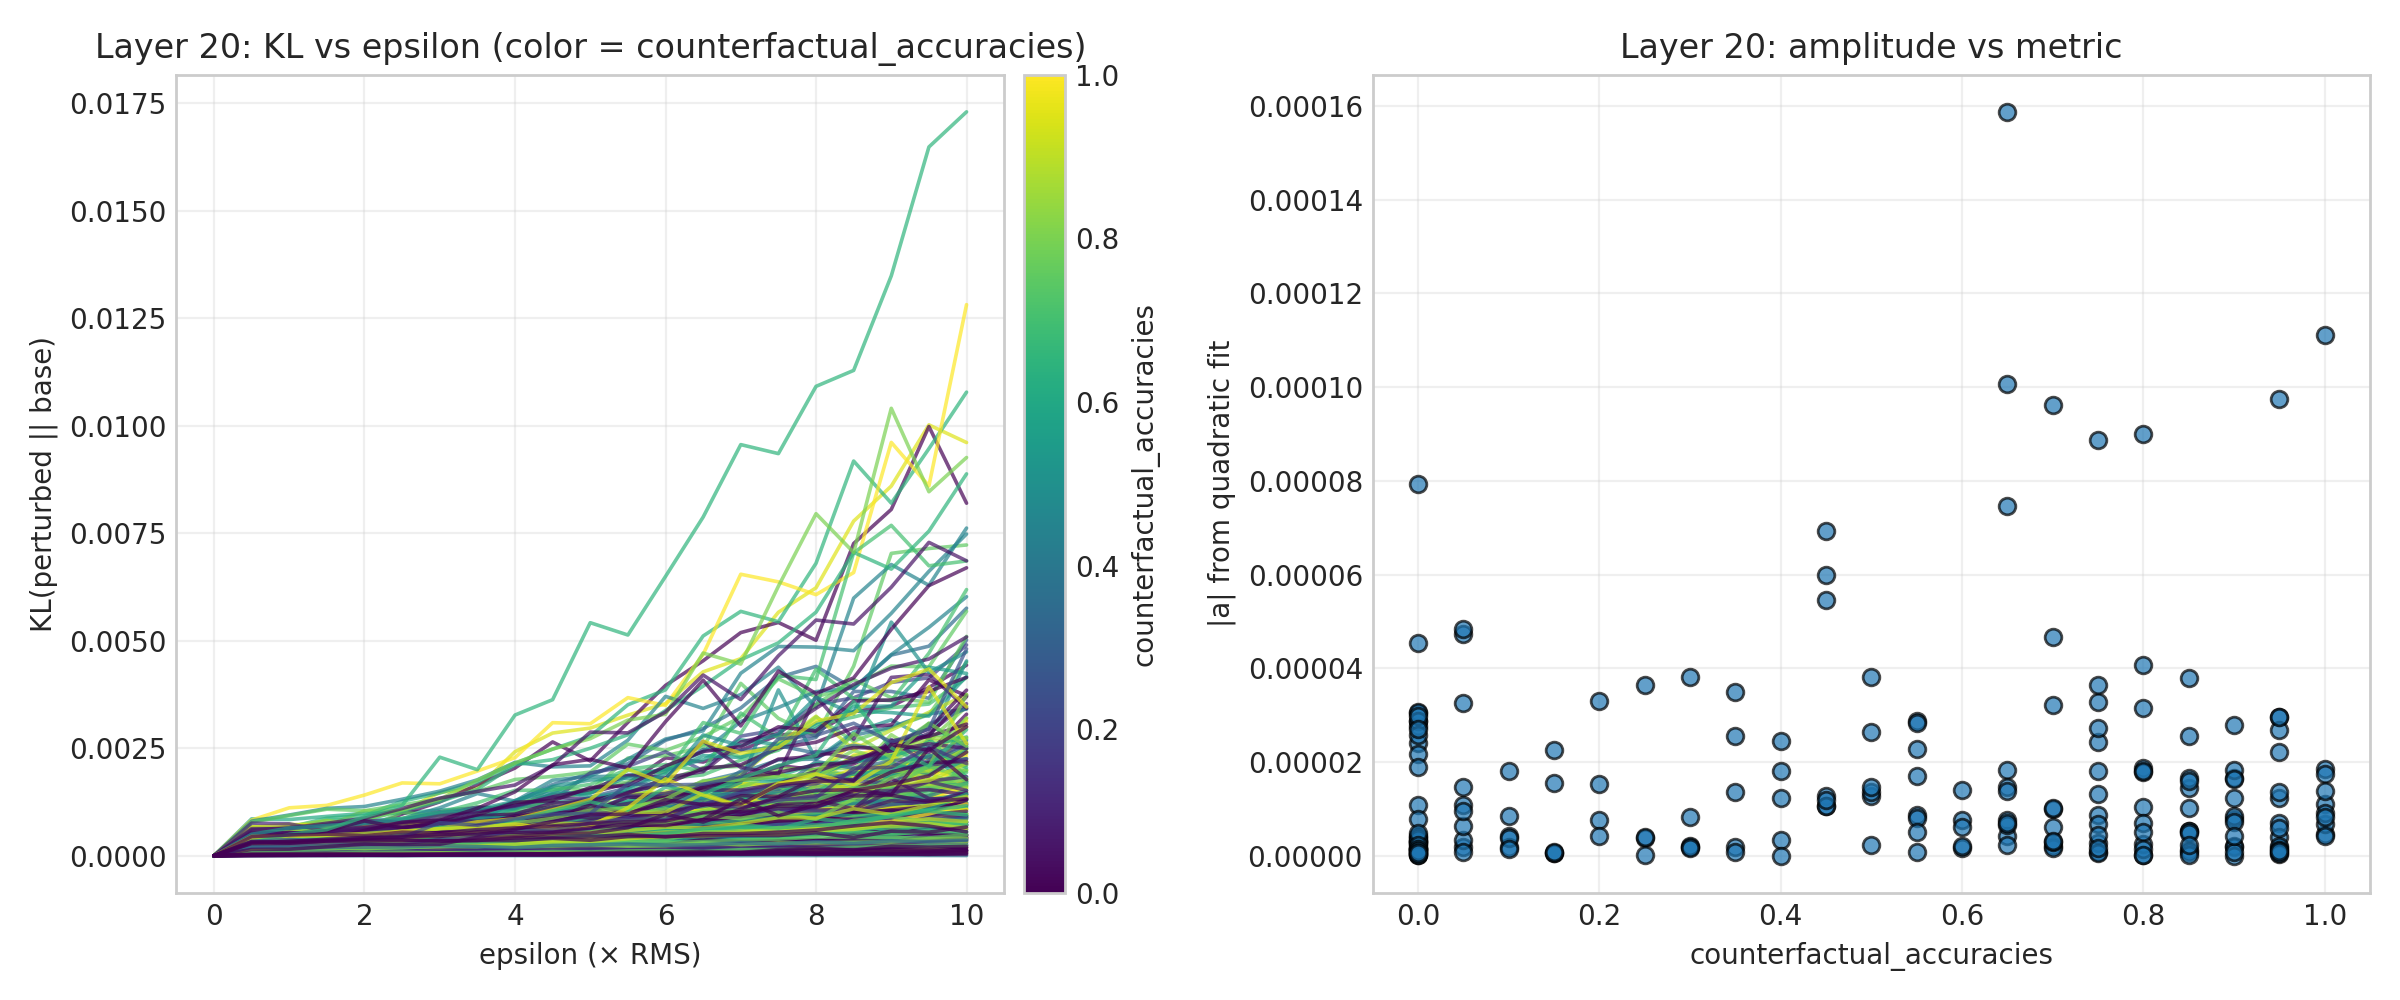 Layer 20: KL vs epsilon (color = counterfactual_accuracies)
KL(perturbed || base)
0.0175
0.0150
0.0125
0.0100
0.0075
0.0050
0.0025
0.0000
0 2 4 6 8 10
epsilon (× RMS)
1.0
0.8
0.6
0.4
0.2
0.0
counterfactual_accuracies
Layer 20: amplitude vs metric
|a| from quadratic fit
0.00016
0.00014
0.00012
0.00010
0.00008
0.00006
0.00004
0.00002
0.00000
0.0 0.2 0.4 0.6 0.8 1.0
counterfactual_accuracies